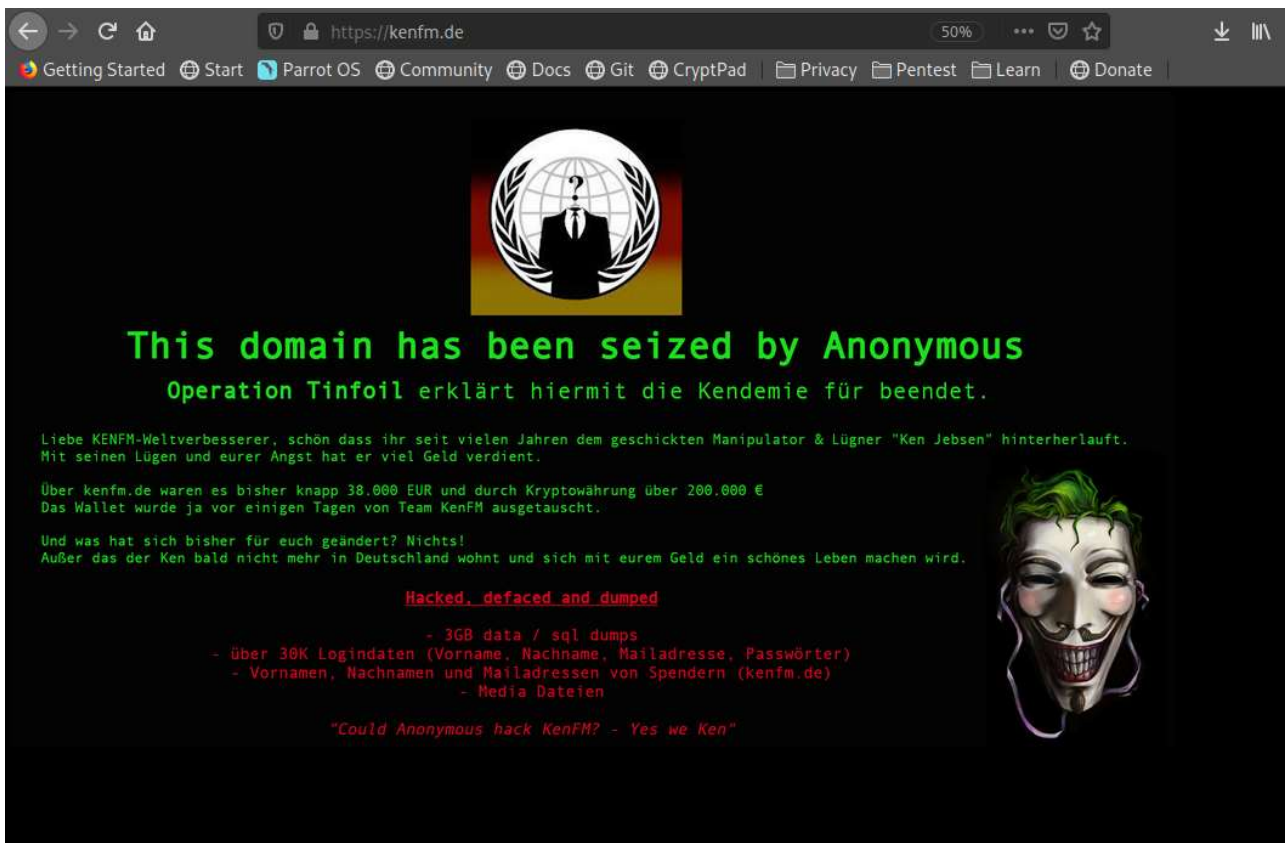 https://kenfm.de
50%
Getting Started Start Parrot OS Community Docs Git CryptPad Privacy Pentest Learn Donate
?
This domain has been seized by Anonymous
Operation Tinfoil erklärt hiermit die Kendemie für beendet.
Liebe KENFM-Weltverbesserer, schön dass ihr seit vielen Jahren dem geschickten Manipulator & Lügner "Ken Jebsen" hinterherlauft.
Mit seinen Lügen und eurer Angst hat er viel Geld verdient.
Über kenfm.de waren es bisher knapp 38.000 EUR und durch Kryptowährung über 200.000 €
Das Wallet wurde ja vor einigen Tagen von Team KenFM ausgetauscht.
Und was hat sich bisher für euch geändert? Nichts!
Außer das der Ken bald nicht mehr in Deutschland wohnt und sich mit eurem Geld ein schönes Leben machen wird.
Hacked, defaced and dumped
- 3GB data / sql dumps
- über 30K Logindaten (Vorname, Nachname, Mailadresse, Passwörter)
- Vornamen, Nachnamen und Mailadressen von Spendern (kenfm.de)
- Media Dateien
"Could Anonymous hack KenFM? - Yes we Ken"